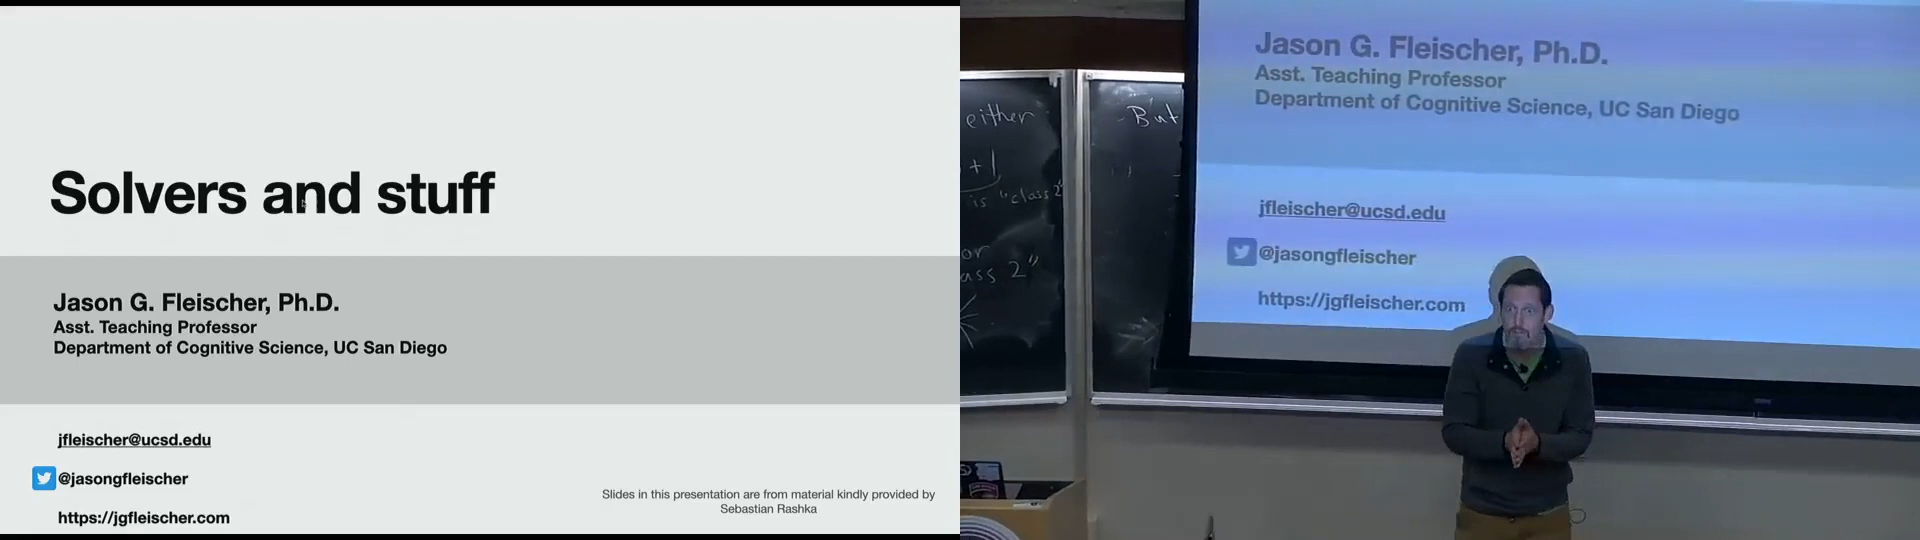 Solvers and stuff
Jason G. Fleischer, Ph.D.
Asst. Teaching Professor
Department of Cognitive Science, UC San Diego
jfleischer@ucsd.edu
@jasongfleischer
https://jgfleischer.com
Slides in this presentation are from material kindly provided by
Sebastian Rashka
either
+1
is "class 2"
or
ass 2"
- But
Jason G. Fleischer, Ph.D.
Asst. Teaching Professor
Department of Cognitive Science, UC San Diego
jfleischer@ucsd.edu
@jasongfleischer
https://jgfleischer.com